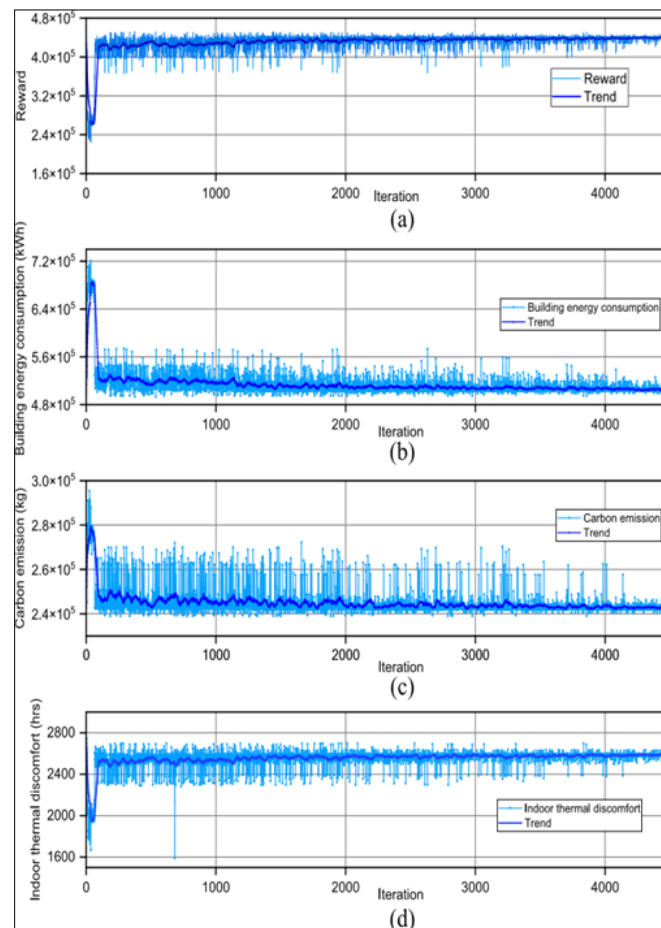 4.8×10⁵
4.0×10⁵
3.2×10⁵
2.4×10⁵
1.6×10⁵
Reward
Reward
Trend
0
1000
2000
3000
4000
Iteration
(a)
7.2×10⁵
6.4×10⁵
5.6×10⁵
4.8×10⁵
Building energy consumption (kWh)
Building energy consumption
Trend
0
1000
2000
3000
4000
Iteration
(b)
3.0×10⁵
2.8×10⁵
2.6×10⁵
2.4×10⁵
Carbon emission (kg)
Carbon emission
Trend
0
1000
2000
3000
4000
Iteration
(c)
2800
2400
2000
1600
Indoor thermal discomfort (hrs)
Indoor thermal discomfort
Trend
0
1000
2000
3000
4000
Iteration
(d)